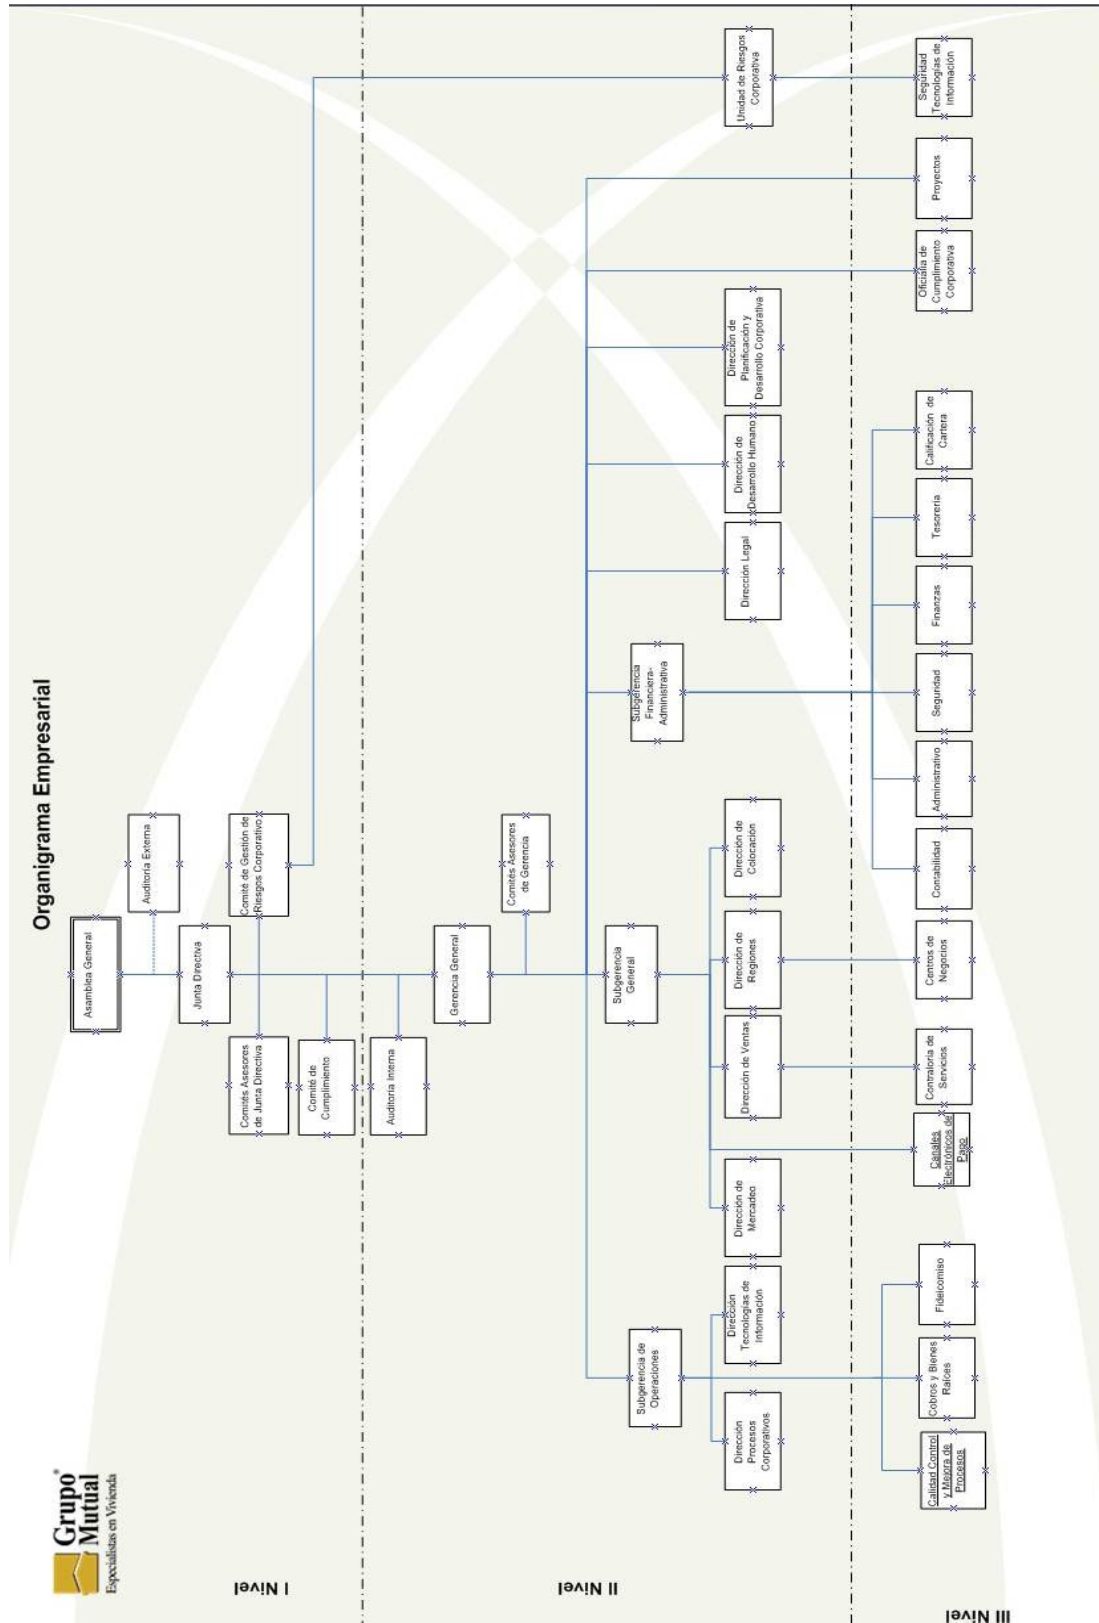 Grupo
Mutual
Especialistas en Vivienda
Organigrama Empresarial
I Nivel
Asamblea General
Auditoría Externa
Junta Directiva
Comités Asesores
de Junta Directiva
Comité de Gestión de
Riesgos Corporativo
Comité de
Cumplimiento
II Nivel
Auditoría Interna
Gerencia General
Comités Asesores
de Gerencia
Subgerencia de
Operaciones
Subgerencia
General
Subgerencia
Financiera-
Administrativa
Dirección
Procesos
Corporativos
Dirección
Tecnologías de
Información
Dirección de
Mercadeo
Dirección de Ventas
Dirección de
Regiones
Dirección de
Colocación
Dirección Legal
Dirección de
Desarrollo Humano
Dirección de
Planificación y
Desarrollo Corporativa
Unidad de Riesgos
Corporativa
III Nivel
Calidad Control
y Mejora de
Procesos
Cobros y Bienes
Raíces
Fideicomiso
Canales
Electrónicos de
Pago
Contraloría de
Servicios
Centros de
Negocios
Contabilidad
Administrativo
Seguridad
Finanzas
Tesorería
Calificación de
Cartera
Oficialía de
Cumplimiento
Corporativa
Proyectos
Seguridad
Tecnologías de
Información